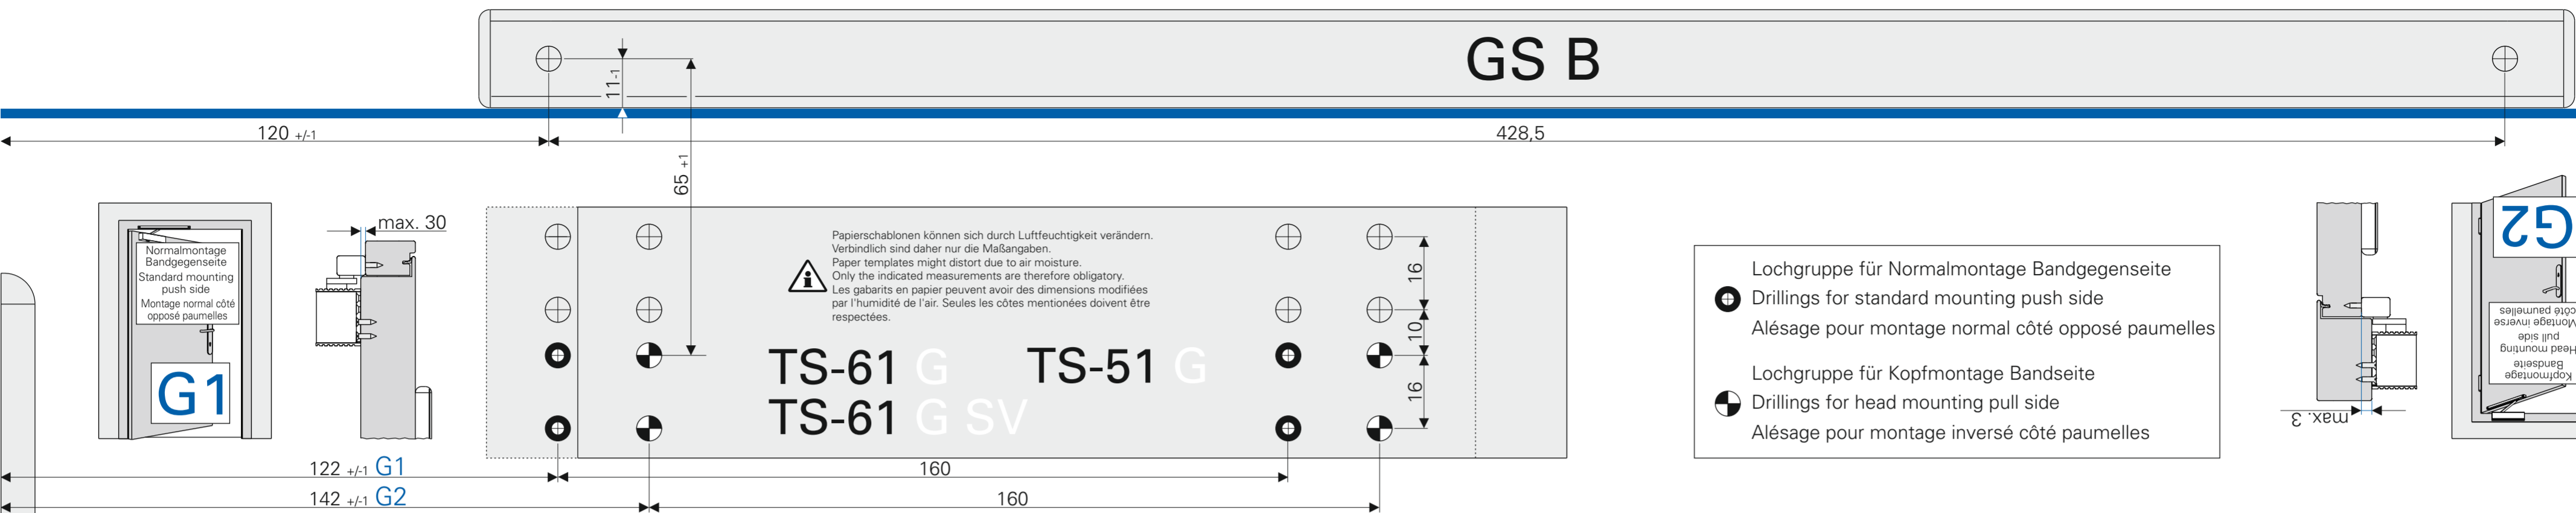 GS B
11-1
120 +/-1
428,5
65 +1
max. 30
Normalmontage
Bandgegenseite
Standard mounting
push side
Montage normal côté
opposé paumelles
G1
Papierschablonen können sich durch Luftfeuchtigkeit verändern.
Verbindlich sind daher nur die Maßangaben.
Paper templates might distort due to air moisture.
Only the indicated measurements are therefore obligatory.
Les gabarits en papier peuvent avoir des dimensions modifiées
par l'humidité de l'air. Seules les côtes mentionées doivent être
respectées.
TS-61 G
TS-51 G
TS-61 G SV
16
10
16
Lochgruppe für Normalmontage Bandgegenseite
Drillings for standard mounting push side
Alésage pour montage normal côté opposé paumelles
Lochgruppe für Kopfmontage Bandseite
Drillings for head mounting pull side
Alésage pour montage inversé côté paumelles
max. 3
G2
Kopfmontage
Bandseite
Head mounting
pull side
Montage inverse
côté paumelles
122 +/-1 G1
160
142 +/-1 G2
160